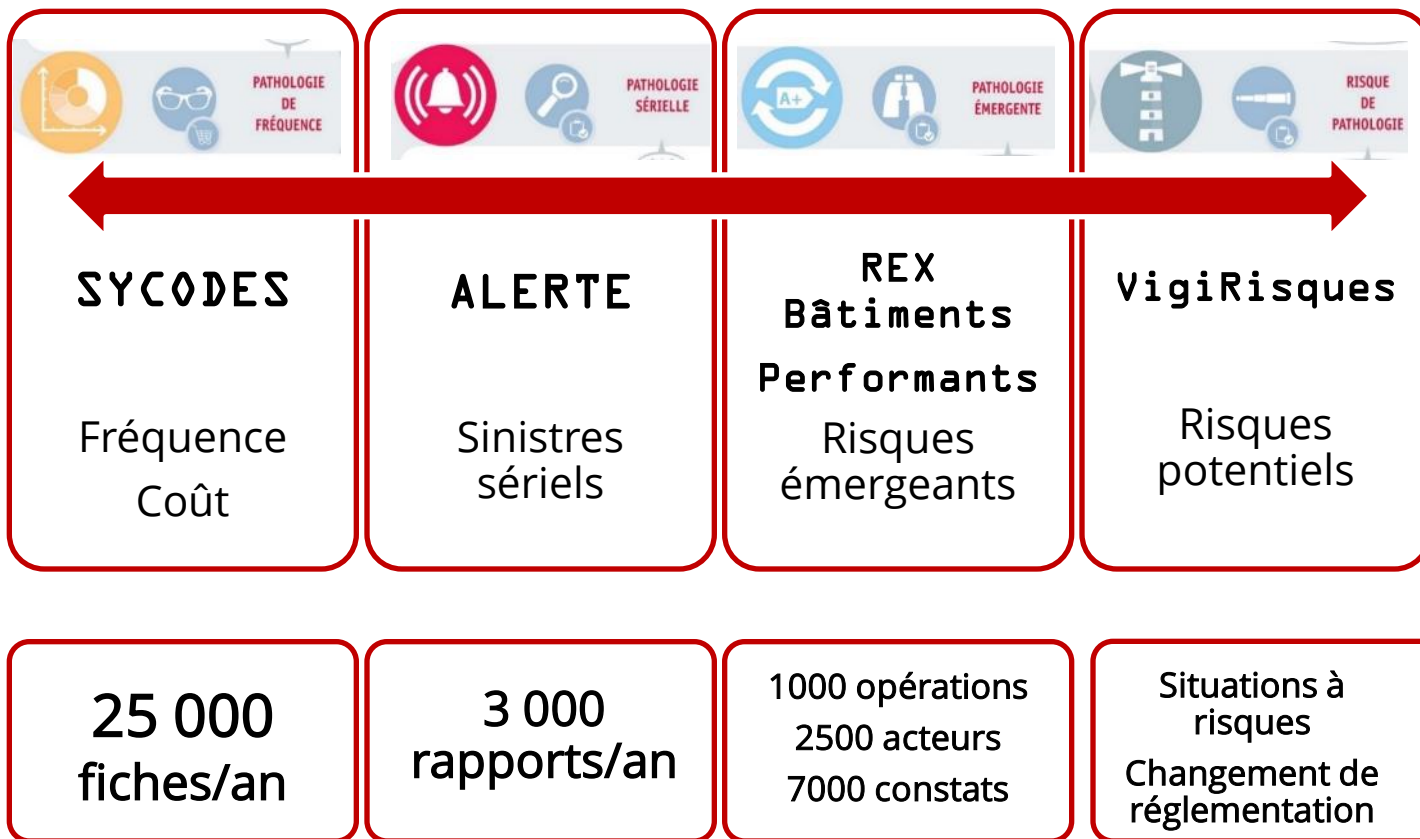 PATHOLOGIE
DE
FRÉQUENCE
PATHOLOGIE
SÉRIELLE
A+
PATHOLOGIE
ÉMERGENTE
RISQUE
DE
PATHOLOGIE
SYCODES
Fréquence
Coût
ALERTE
Sinistres
sériels
REX
Bâtiments
Performants
Risques
émergeants
VigiRisques
Risques
potentiels
25 000
fiches/an
3 000
rapports/an
1000 opérations
2500 acteurs
7000 constats
Situations à
risques
Changement de
réglementation